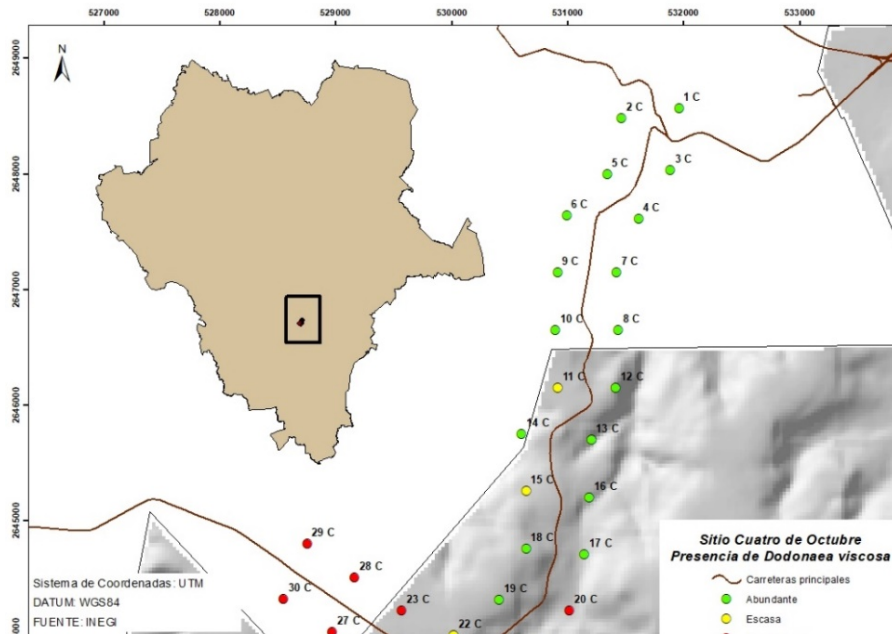 527000 528000 529000 530000 531000 532000 533000
2649000
2648000
2647000
2646000
2645000
N
1 C
2 C
3 C
5 C
6 C
4 C
9 C
7 C
10 C
8 C
11 C
12 C
14 C
13 C
15 C
16 C
18 C
17 C
29 C
28 C
30 C
19 C
23 C
20 C
27 C
22 C
Sistema de Coordenadas: UTM
DATUM: WGS84
FUENTE: INEGI
Sitio Cuatro de Octubre
Presencia de Dodonaea viscosa
Carreteras principales
Abundante
Escasa